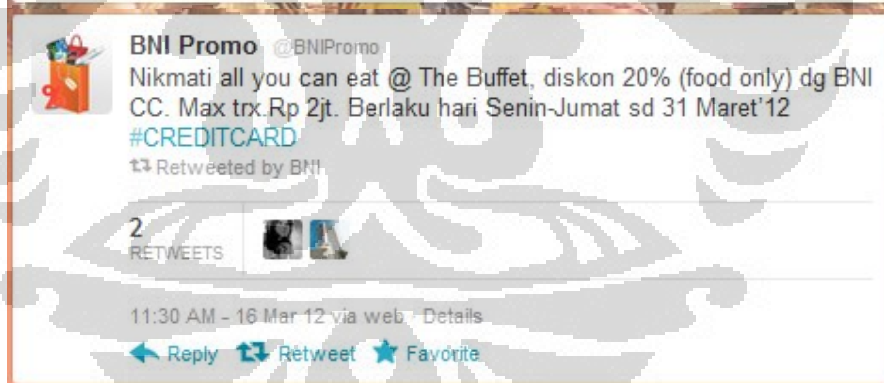 BNI Promo @BNIPromo
Nikmati all you can eat @ The Buffet, diskon 20% (food only) dg BNI
CC. Max trx.Rp 2jt. Berlaku hari Senin-Jumat sd 31 Maret'12
#CREDITCARD
Retweeted by BNI
2
RETWEETS
11:30 AM - 16 Mar 12 via web · Details
Reply Retweet Favorite